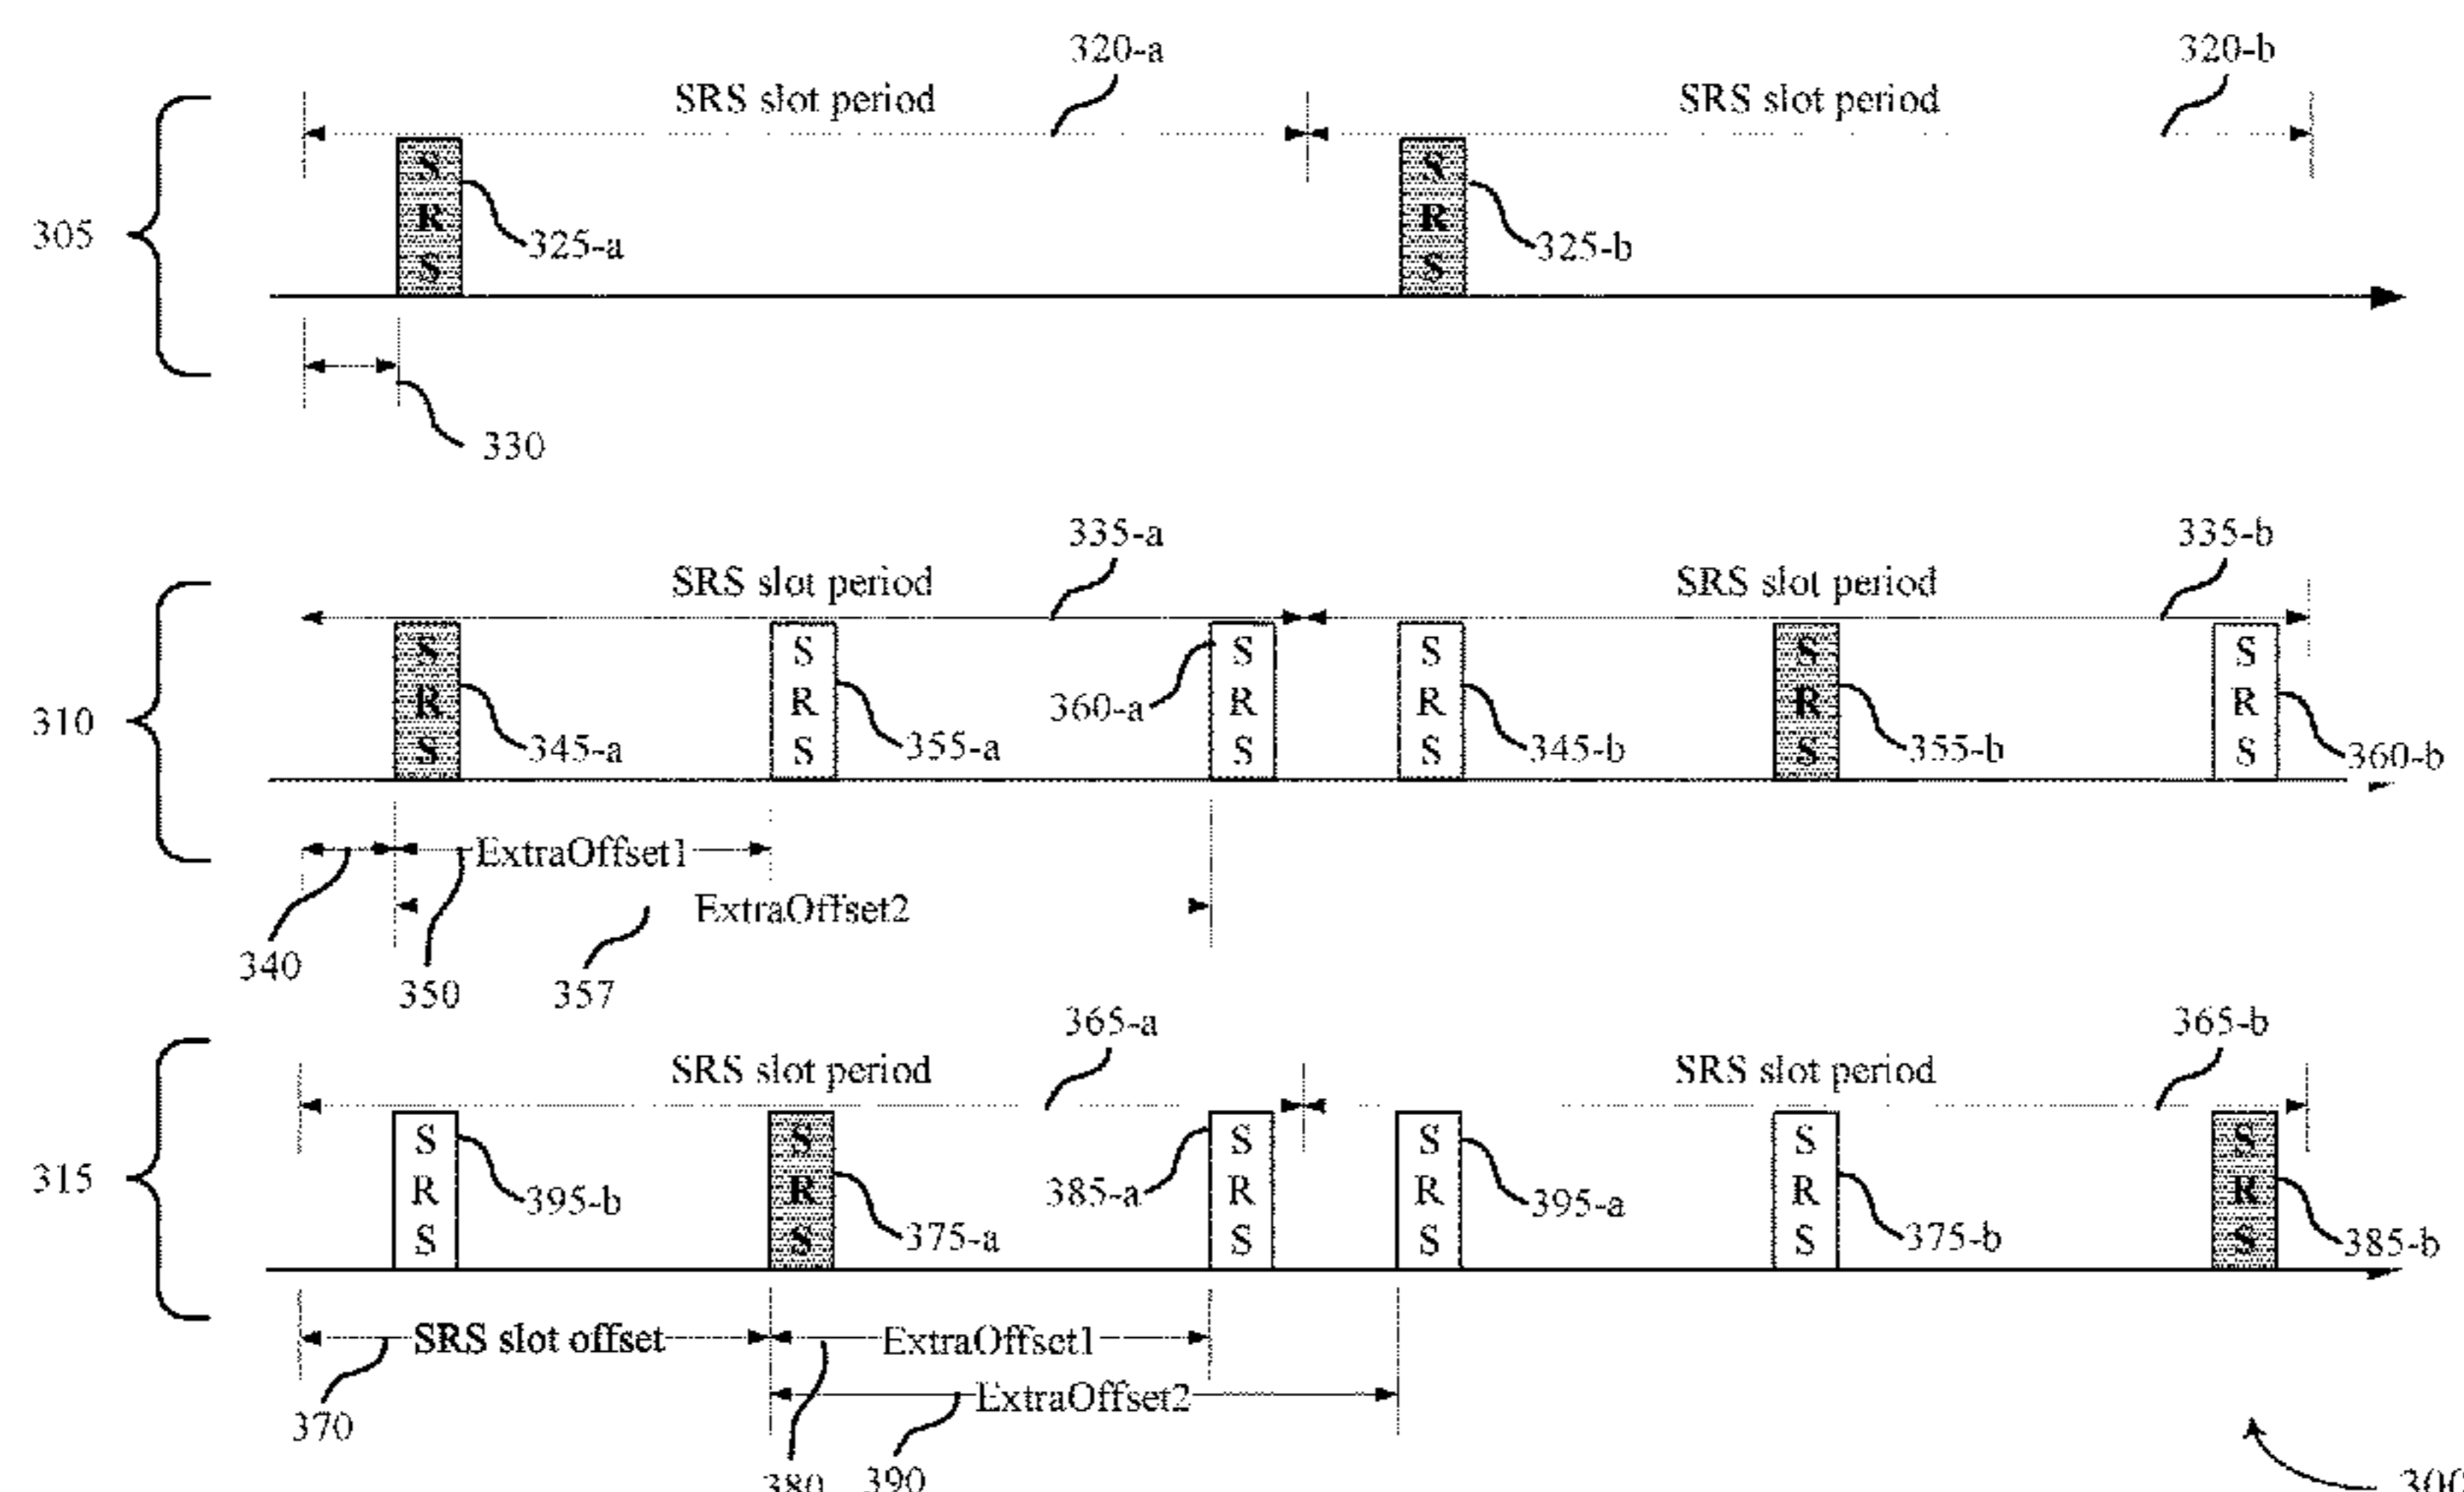 320-a
320-b
SRS slot period
SRS slot period
S
R
S
S
R
S
325-a
325-b
305
330
335-a
335-b
SRS slot period
SRS slot period
S
R
S
S
R
S
S
R
S
S
R
S
S
R
S
S
R
S
360-a
345-a
355-a
345-b
355-b
360-b
310
ExtraOffset1
ExtraOffset2
340
350
357
365-a
365-b
SRS slot period
SRS slot period
S
R
S
S
R
S
S
R
S
S
R
S
S
R
S
S
R
S
395-b
375-a
385-a
395-a
375-b
385-b
315
SRS slot offset
ExtraOffset1
ExtraOffset2
370
380
390
300